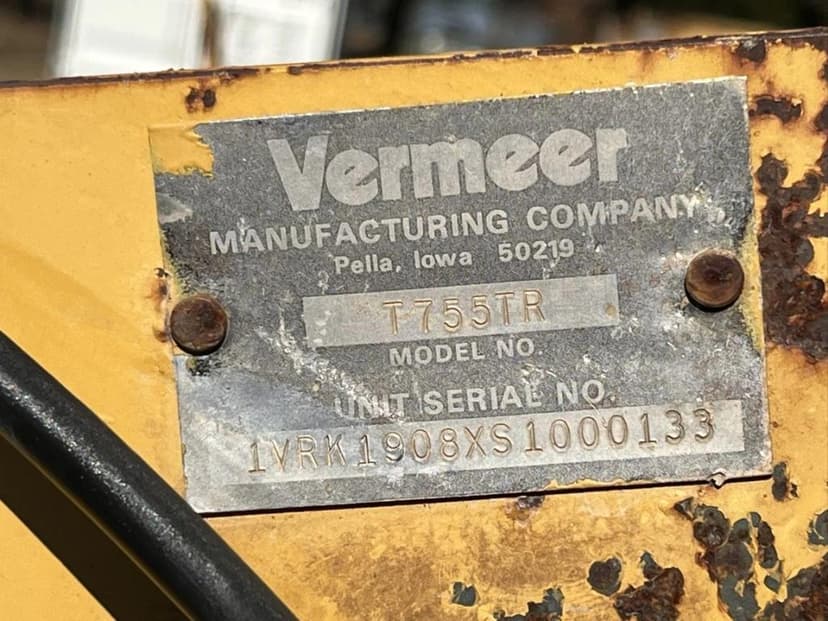 Vermeer
MANUFACTURING COMPANY
Pella, Iowa 50219
T755TR
MODEL NO.
UNIT SERIAL NO.
1VRK1908XS1000133